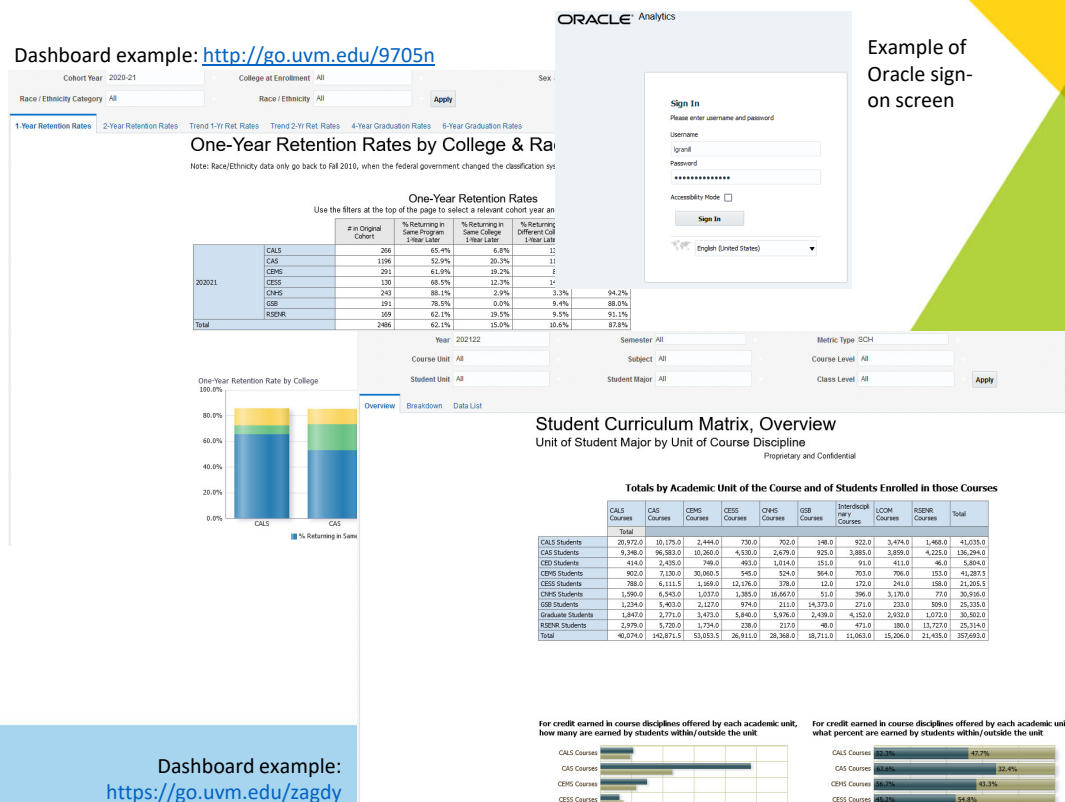 ORACLE® Analytics
Dashboard example: http://go.uvm.edu/9705n
Example of
Oracle sign-
on screen
Cohort Year 2020-21 College at Enrollment All Sex
Race / Ethnicity Category All Race / Ethnicity All Apply
1-Year Retention Rates 2-Year Retention Rates Trend 1-Yr Ret. Rates Trend 2-Yr Ret. Rates 4-Year Graduation Rates 6-Year Graduation Rates
One-Year Retention Rates by College & Ra
Note: Race/Ethnicity data only go back to Fall 2010, when the federal government changed the classification sys
One-Year Retention Rates
Use the filters at the top of the page to select a relevant cohort year an
# in Original Cohort % Returning in Same Program 1-Year Later % Returning in Same College 1-Year Later % Returning Different Col 1-Year Late
202021
CALS 266 65.4% 6.8% 13
CAS 1196 52.9% 20.3% 11
CEMS 291 61.9% 19.2% 8
CESS 130 68.5% 12.3% 14
CNHS 243 88.1% 2.9% 3.3% 94.2%
GSB 191 78.5% 0.0% 9.4% 88.0%
RSENR 169 62.1% 19.5% 9.5% 91.1%
Total 2486 62.1% 15.0% 10.6% 87.8%
Sign In
Please enter username and password
Username
lgranill
Password
Accessibility Mode
Sign In
English (United States)
One-Year Retention Rate by College
100.0%
80.0%
60.0%
40.0%
20.0%
0.0%
CALS CAS
% Returning in Same
Year 202122 Semester All Metric Type SCH
Course Unit All Subject All Course Level All
Student Unit All Student Major All Class Level All Apply
Overview Breakdown Data List
Student Curriculum Matrix, Overview
Unit of Student Major by Unit of Course Discipline
Proprietary and Confidential
Totals by Academic Unit of the Course and of Students Enrolled in those Courses
CALS Courses CAS Courses CEMS Courses CESS Courses CNHS Courses GSB Courses Interdisciplinary Courses LCOM Courses RSENR Courses Total
Total
CALS Students 20,972.0 10,175.0 2,444.0 730.0 702.0 148.0 922.0 3,474.0 1,468.0 41,035.0
CAS Students 9,348.0 96,583.0 10,260.0 4,530.0 2,679.0 925.0 3,885.0 3,859.0 4,225.0 136,294.0
CED Students 414.0 2,435.0 749.0 493.0 1,014.0 151.0 91.0 411.0 46.0 5,804.0
CEMS Students 902.0 7,130.0 30,060.5 545.0 524.0 564.0 703.0 706.0 153.0 41,287.5
CESS Students 788.0 6,111.5 1,169.0 12,176.0 378.0 12.0 172.0 241.0 158.0 21,205.5
CNHS Students 1,590.0 6,543.0 1,037.0 1,385.0 16,667.0 51.0 396.0 3,170.0 77.0 30,916.0
GSB Students 1,234.0 5,403.0 2,127.0 974.0 211.0 14,373.0 271.0 233.0 509.0 25,335.0
Graduate Students 1,847.0 2,771.0 3,473.0 5,840.0 5,976.0 2,439.0 4,152.0 2,932.0 1,072.0 30,502.0
RSENR Students 2,979.0 5,720.0 1,734.0 238.0 217.0 48.0 471.0 180.0 13,727.0 25,314.0
Total 40,074.0 142,871.5 53,053.5 26,911.0 28,368.0 18,711.0 11,063.0 15,206.0 21,435.0 357,693.0
For credit earned in course disciplines offered by each academic unit,
how many are earned by students within/outside the unit
CALS Courses
CAS Courses
CEMS Courses
CESS Courses
For credit earned in course disciplines offered by each academic uni
what percent are earned by students within/outside the unit
CALS Courses 52.3% 47.7%
CAS Courses 67.6% 32.4%
CEMS Courses 56.7% 43.3%
CESS Courses 45.2% 54.8%
Dashboard example:
https://go.uvm.edu/zagdy